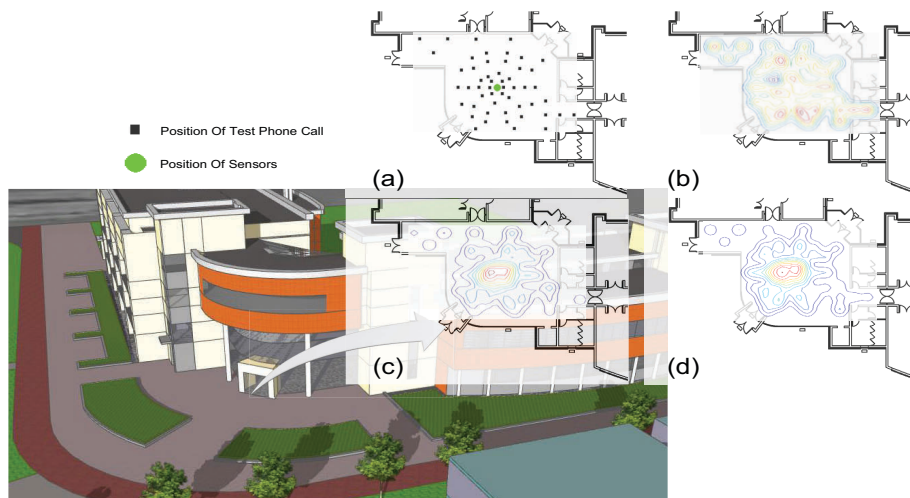 Position Of Test Phone Call
Position Of Sensors
(a)
(b)
(c)
(d)